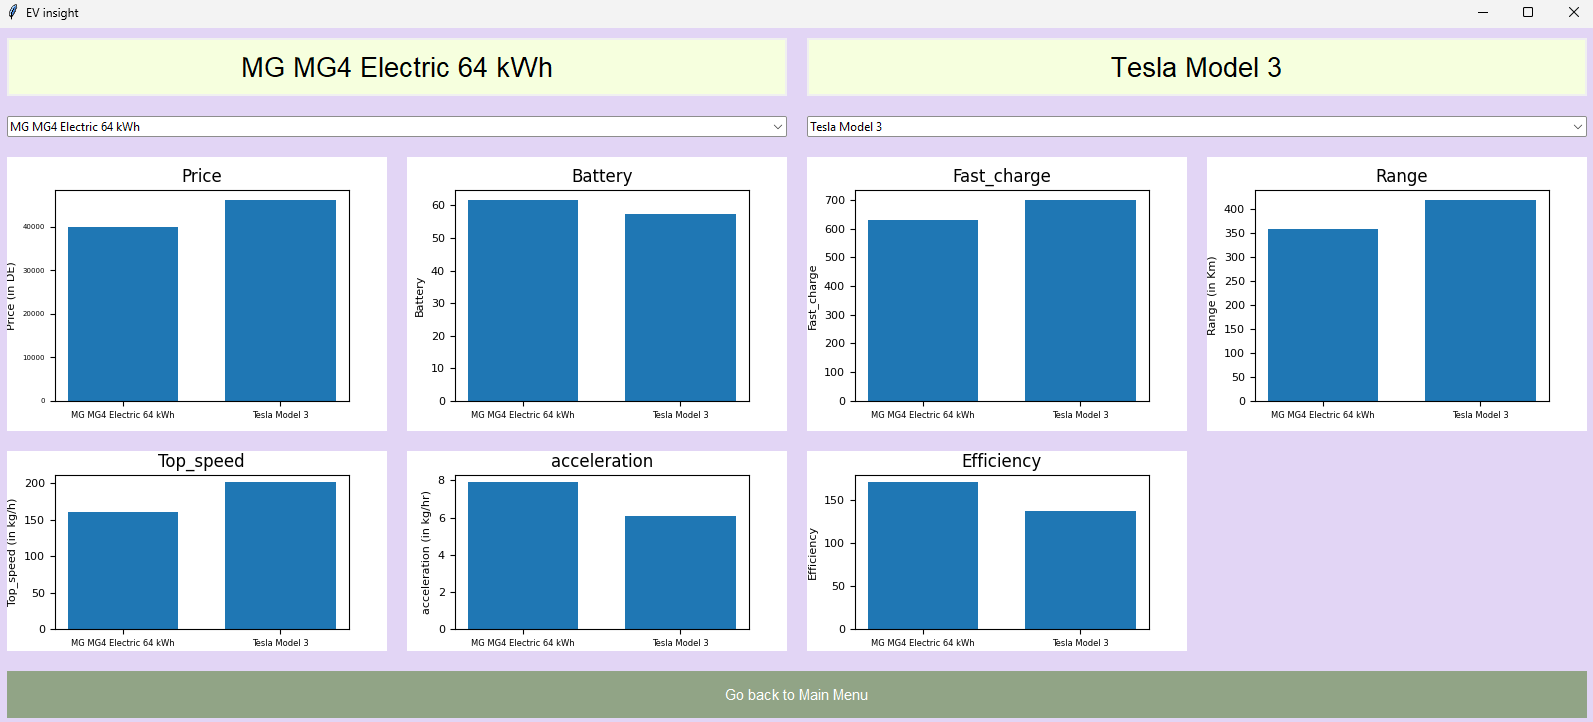 EV insight
MG MG4 Electric 64 kWh
Tesla Model 3
MG MG4 Electric 64 kWh
Tesla Model 3
Price
Price (in DE)
40000
30000
20000
10000
0
MG MG4 Electric 64 kWh
Tesla Model 3
Battery
Battery
60
50
40
30
20
10
0
MG MG4 Electric 64 kWh
Tesla Model 3
Fast_charge
Fast_charge
700
600
500
400
300
200
100
0
MG MG4 Electric 64 kWh
Tesla Model 3
Range
Range (in Km)
400
350
300
250
200
150
100
50
0
MG MG4 Electric 64 kWh
Tesla Model 3
Top_speed
Top_speed (in kg/h)
200
150
100
50
0
MG MG4 Electric 64 kWh
Tesla Model 3
acceleration
acceleration (in kg/hr)
8
6
4
2
0
MG MG4 Electric 64 kWh
Tesla Model 3
Efficiency
Efficiency
150
100
50
0
MG MG4 Electric 64 kWh
Tesla Model 3
Go back to Main Menu